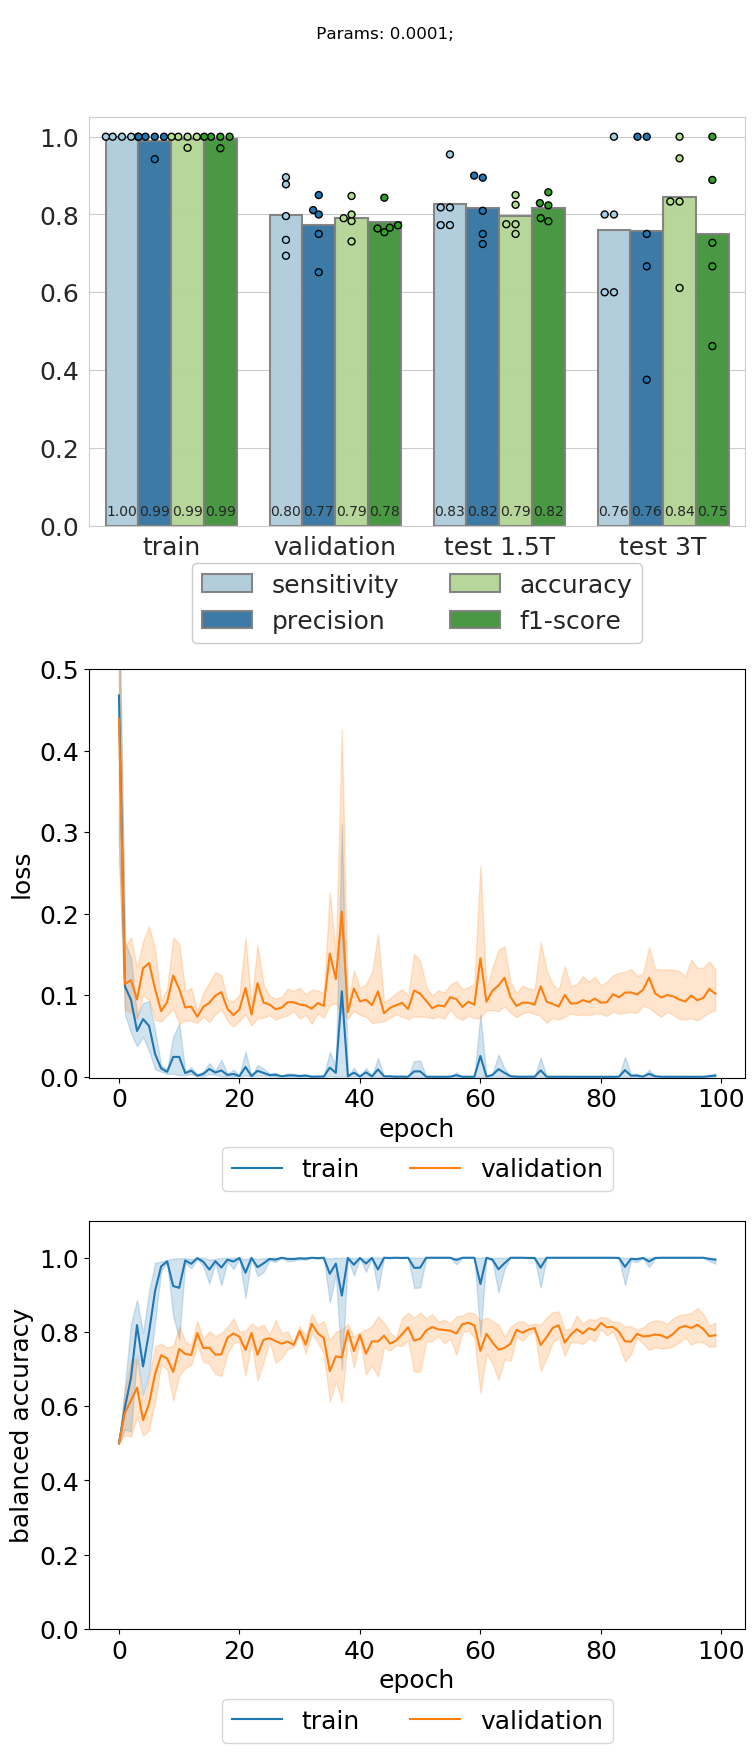 Params: 0.0001;
1.0
0.8
0.6
0.4
0.2
0.0
1.00 0.99 0.99 0.99 0.80 0.77 0.79 0.78 0.83 0.82 0.79 0.82 0.76 0.76 0.84 0.75
train validation test 1.5T test 3T
sensitivity accuracy
precision f1-score
0.5
0.4
0.3
0.2
0.1
0.0
loss
0 20 40 60 80 100
epoch
train validation
1.0
0.8
0.6
0.4
0.2
0.0
balanced accuracy
0 20 40 60 80 100
epoch
train validation